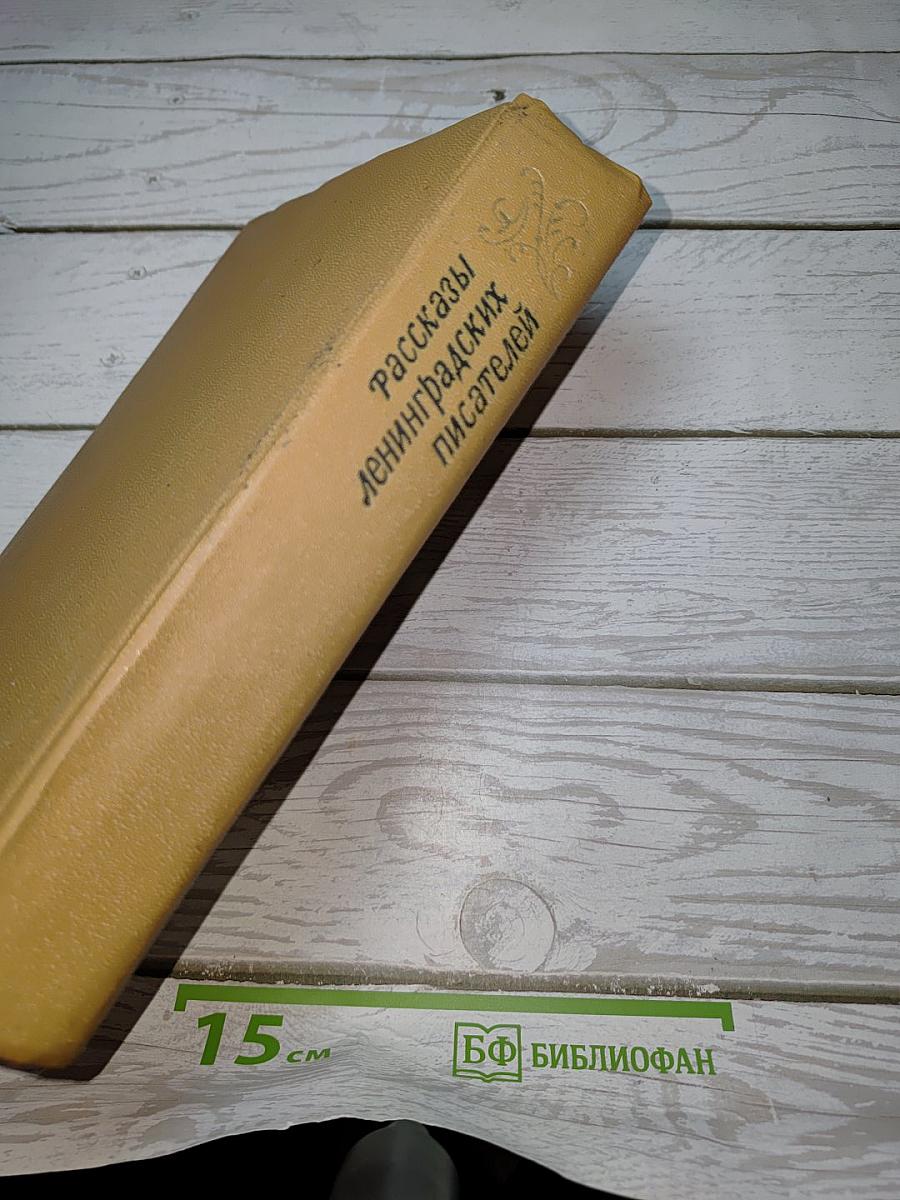 Рассказы
ленинградских
писателей
15 см
БФ БИБЛИОФАН